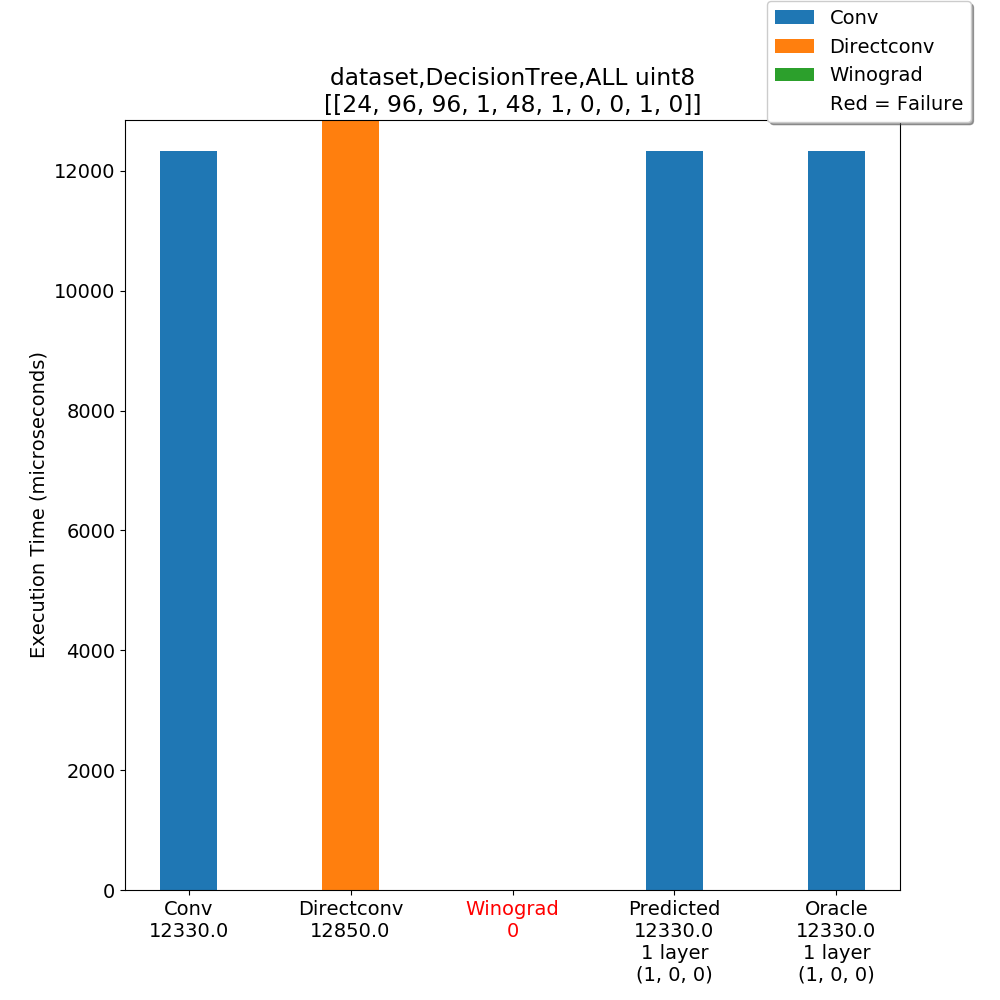 Conv
Directconv
Winograd
Red = Failure
dataset,DecisionTree,ALL uint8
[[24, 96, 96, 1, 48, 1, 0, 0, 1, 0]]
Execution Time (microseconds)
12000
10000
8000
6000
4000
2000
0
Conv
12330.0
Directconv
12850.0
Winograd
0
Predicted
12330.0
1 layer
(1, 0, 0)
Oracle
12330.0
1 layer
(1, 0, 0)